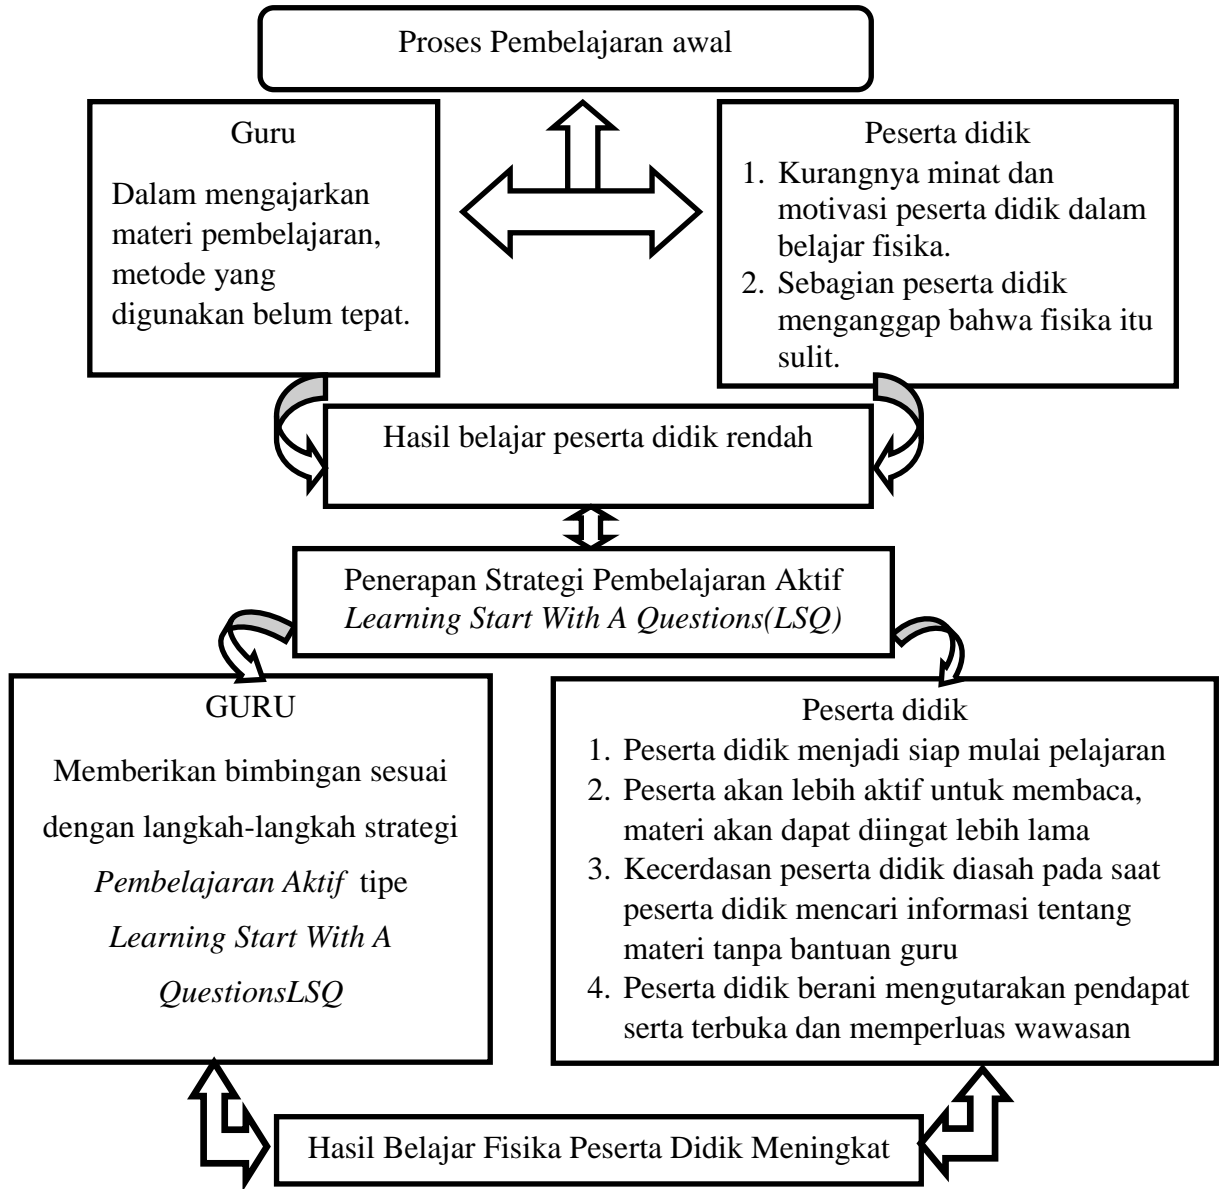 Proses Pembelajaran awal
Guru
Dalam mengajarkan
materi pembelajaran,
metode yang
digunakan belum tepat.
Peserta didik
1. Kurangnya minat dan
motivasi peserta didik dalam
belajar fisika.
2. Sebagian peserta didik
menganggap bahwa fisika itu
sulit.
Hasil belajar peserta didik rendah
Penerapan Strategi Pembelajaran Aktif
Learning Start With A Questions(LSQ)
GURU
Memberikan bimbingan sesuai
dengan langkah-langkah strategi
Pembelajaran Aktif tipe
Learning Start With A
QuestionsLSQ
Peserta didik
1. Peserta didik menjadi siap mulai pelajaran
2. Peserta akan lebih aktif untuk membaca,
materi akan dapat diingat lebih lama
3. Kecerdasan peserta didik diasah pada saat
peserta didik mencari informasi tentang
materi tanpa bantuan guru
4. Peserta didik berani mengutarakan pendapat
serta terbuka dan memperluas wawasan
Hasil Belajar Fisika Peserta Didik Meningkat